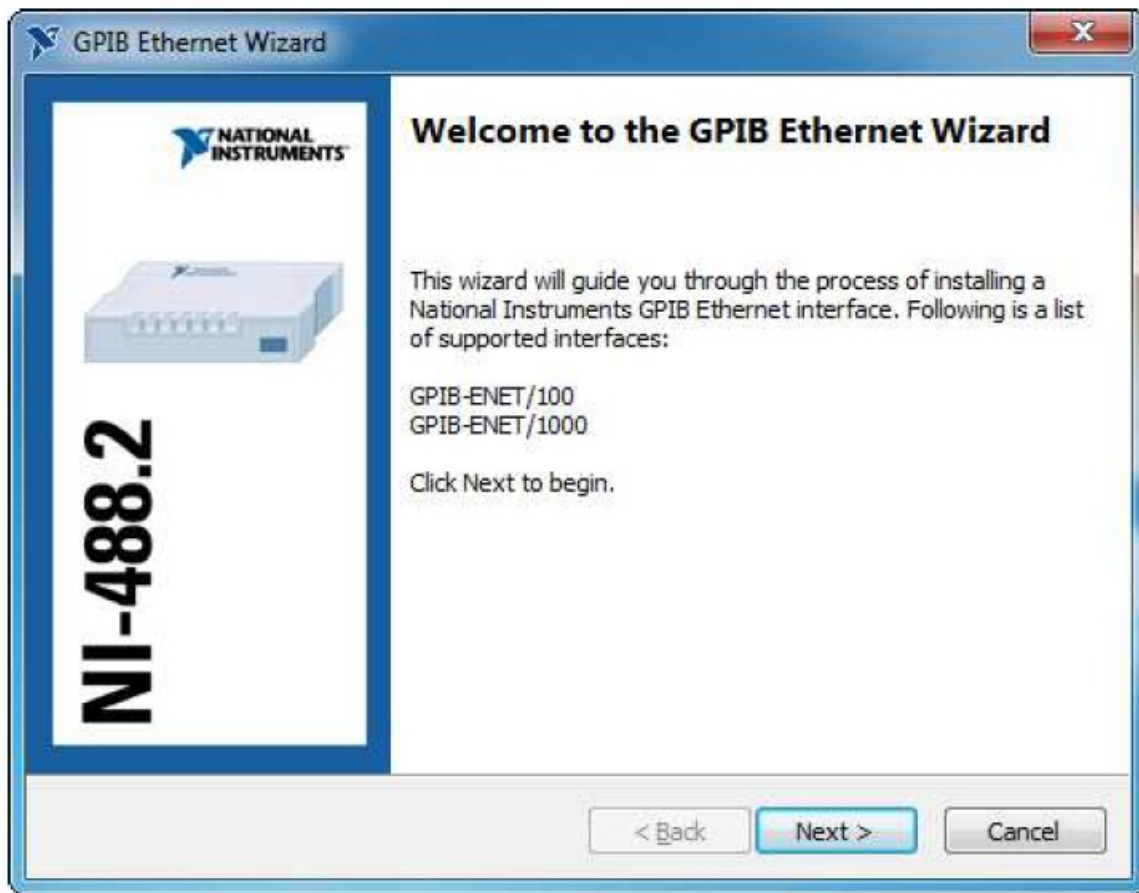 GPIB Ethernet Wizard
NATIONAL
INSTRUMENTS
NI-488.2
Welcome to the GPIB Ethernet Wizard
This wizard will guide you through the process of installing a
National Instruments GPIB Ethernet interface. Following is a list
of supported interfaces:
GPIB-ENET/100
GPIB-ENET/1000
Click Next to begin.
< Back
Next >
Cancel